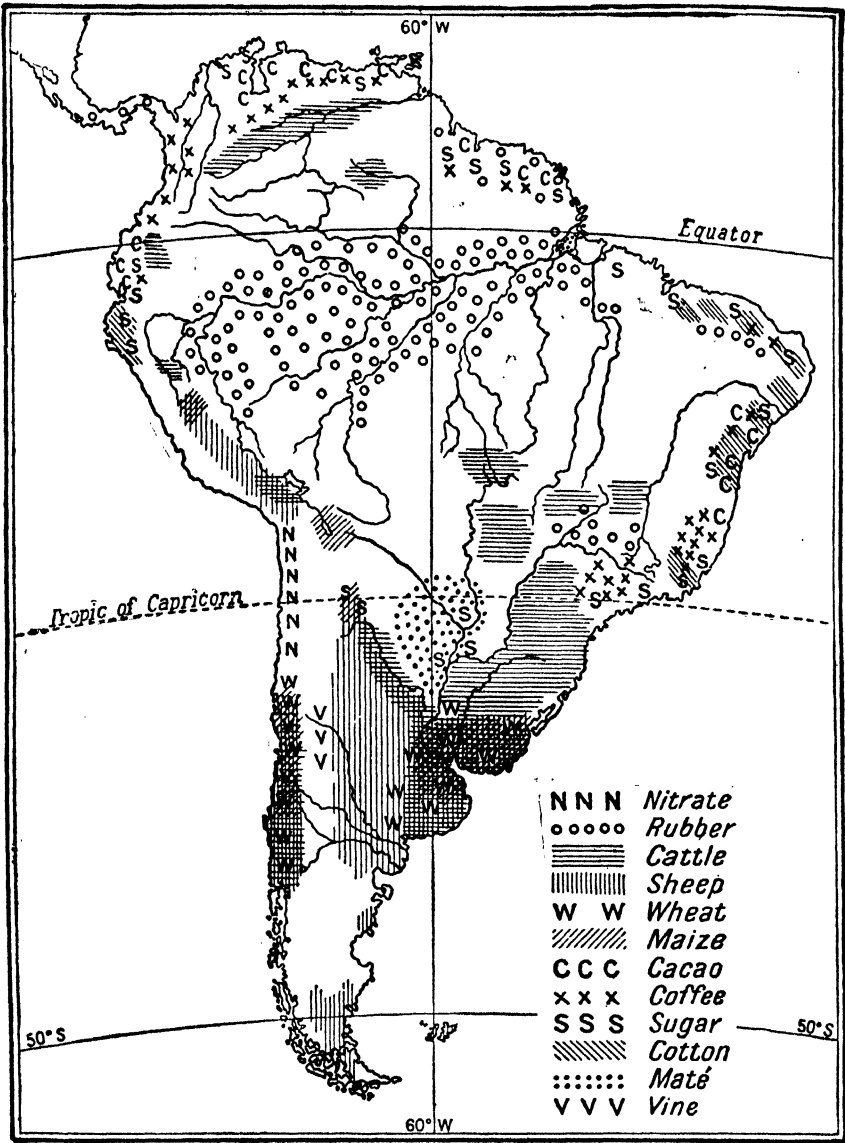 60° W
Equator
Tropic of Capricorn
N N N Nitrate
Rubber
Cattle
Sheep
W W Wheat
Maize
C C C Cacao
x x x Coffee
50° S
S S S Sugar
50° S
Cotton
Maté
V V V Vine
60° W